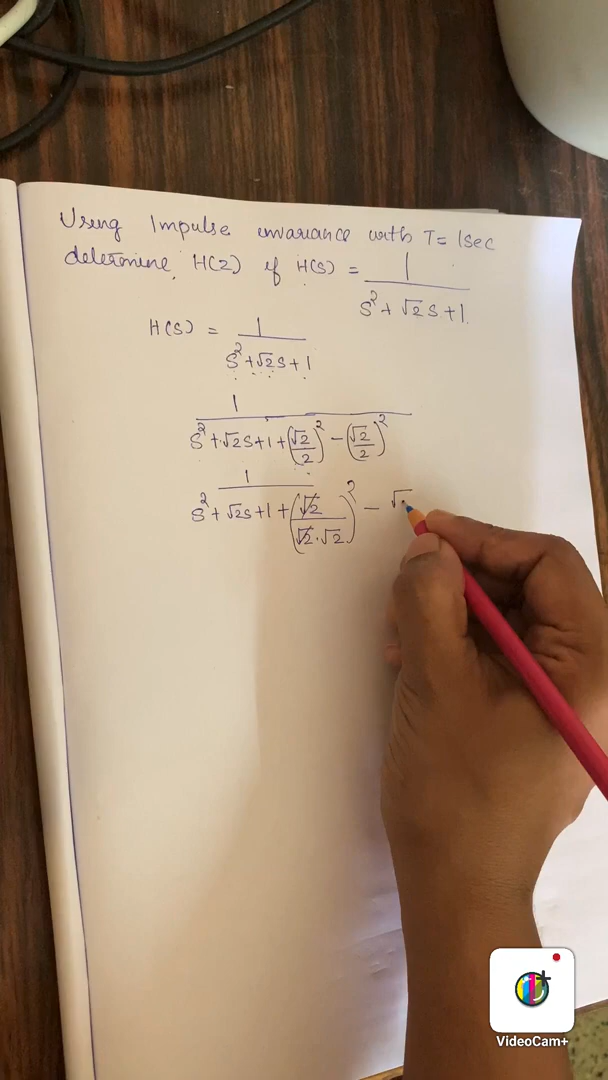 Using Impulse invariance with T = 1sec
determine, H(Z) if H(S) = 1 / S² + √2 S + 1
H(S) = 1 / S² + √2 S + 1
1 / S² + √2 S + 1 + (√2/2)² − (√2/2)²
1 / S² + √2 S + 1 + (√2/√2.√2)² − √
VideoCam+